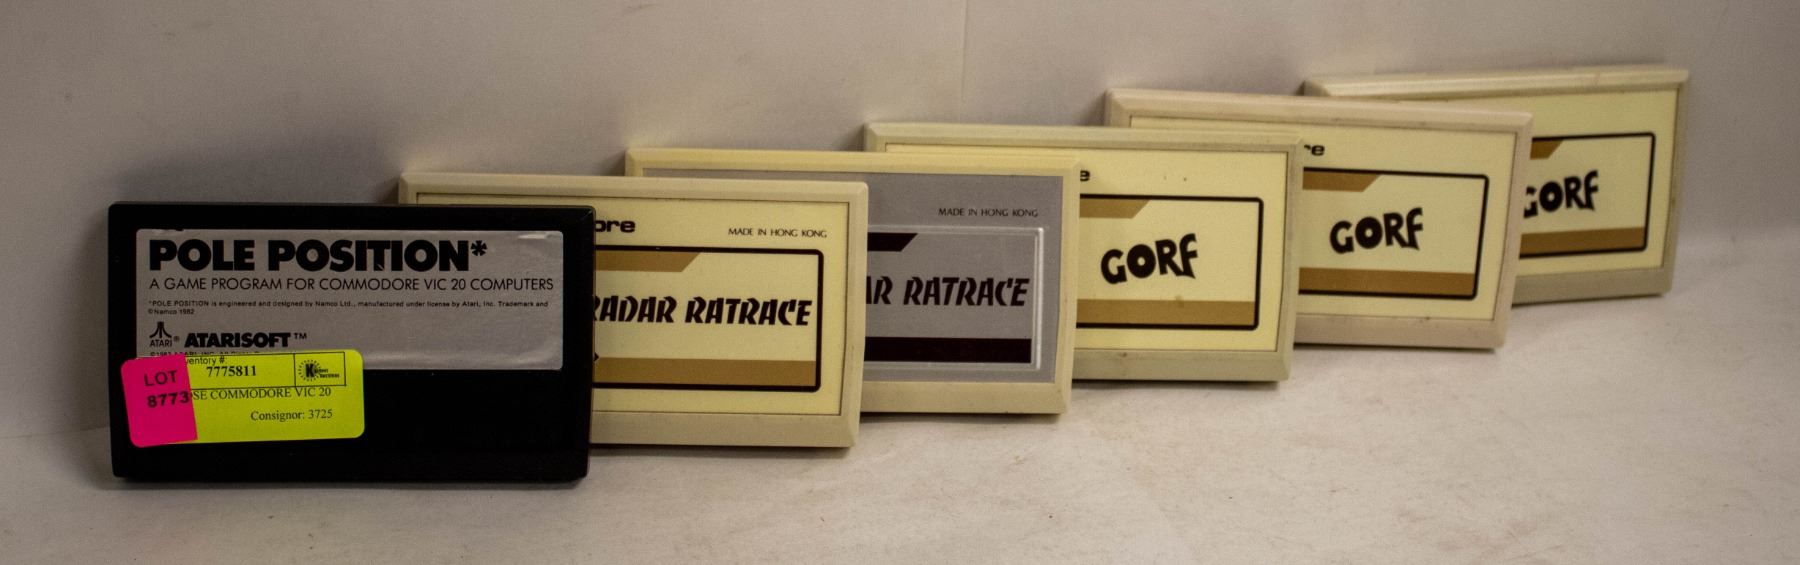 POLE POSITION*
A GAME PROGRAM FOR COMMODORE VIC 20 COMPUTERS
*POLE POSITION is engineered and designed by Namco Ltd., manufactured under license by Atari, Inc. Trademark and
©Namco 1982
ATARI® ATARISOFT™
ventory #:
7775811
LOT
8773
SE COMMODORE VIC 20
Consignor: 3725
ore
MADE IN HONG KONG
RADAR RATRACE
MADE IN HONG KONG
AR RATRACE
e
GORF
re
GORF
GORF